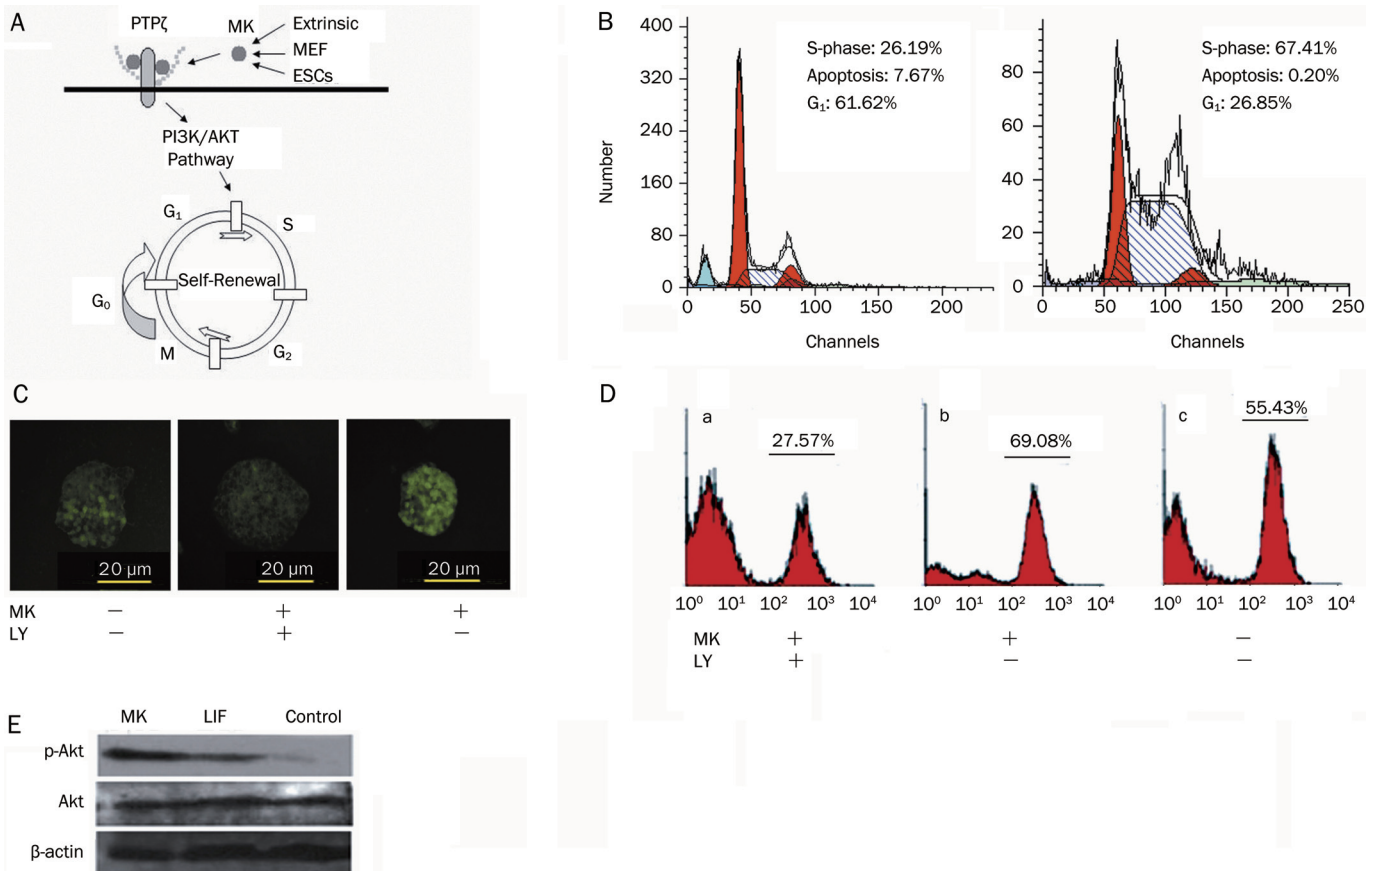 A
PTPζ
MK
Extrinsic
MEF
ESCs
PI3K/AKT
Pathway
G₁
S
Self-Renewal
G₀
M
G₂
B
Number
400
320
240
160
80
0
S-phase: 26.19%
Apoptosis: 7.67%
G₁: 61.62%
0 50 100 150 200
Channels
80
60
40
20
0
S-phase: 67.41%
Apoptosis: 0.20%
G₁: 26.85%
0 50 100 150 200 250
Channels
C
20 μm 20 μm 20 μm
MK − + +
LY − + −
D
a
27.57%
b
69.08%
c
55.43%
10⁰ 10¹ 10² 10³ 10⁴ 10⁰ 10¹ 10² 10³ 10⁴ 10⁰ 10¹ 10² 10³ 10⁴
MK + + −
LY + − −
E
MK LIF Control
p-Akt
Akt
β-actin